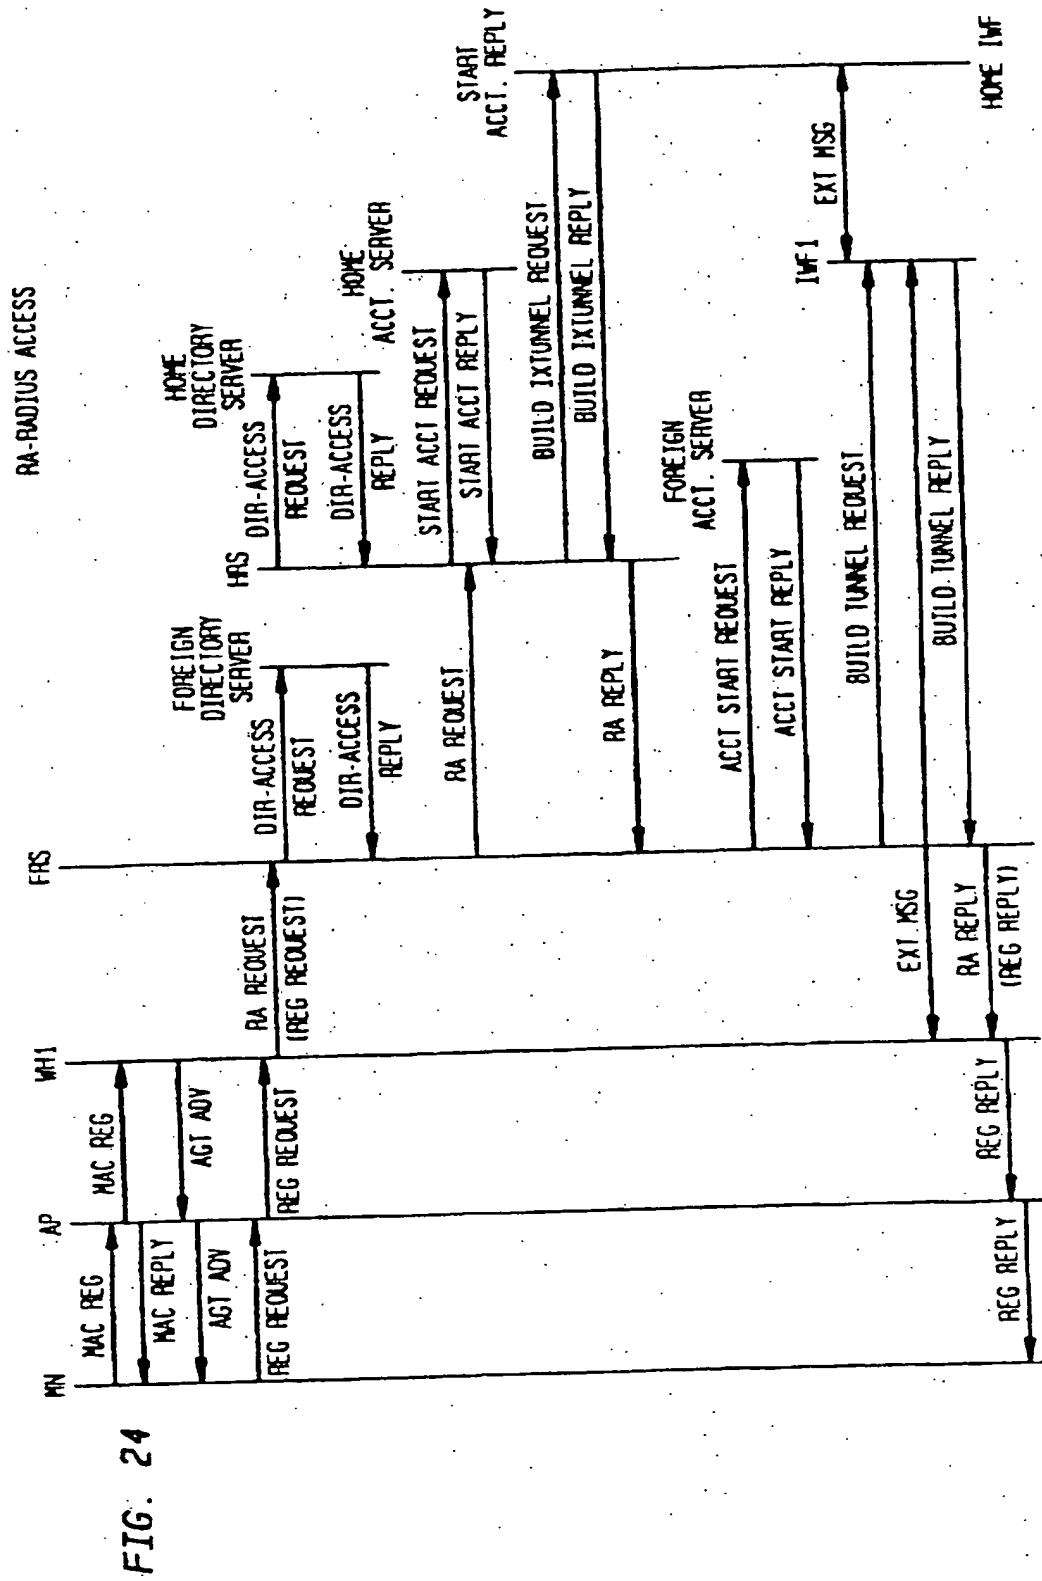 FIG. 24
RA-RADIUS ACCESS
MN
AP
WH1
FRS
FOREIGN
DIRECTORY
SERVER
HRS
HOME
DIRECTORY
SERVER
HOME
ACCT. SERVER
START
ACCT. REPLY
MAC REG
MAC REG
MAC REPLY
AGT ADV
AGT ADV
REG REQUEST
REG REQUEST
RA REQUEST
(REG REQUEST)
DIR-ACCESS
REQUEST
DIR-ACCESS
REPLY
DIR-ACCESS
REQUEST
DIR-ACCESS
REPLY
RA REQUEST
START ACCT REQUEST
START ACCT REPLY
BUILD IXTUNNEL REQUEST
BUILD IXTUNNEL REPLY
RA REPLY
FOREIGN
ACCT. SERVER
ACCT START REQUEST
ACCT START REPLY
IWF1
EXT MSG
BUILD TUNNEL REQUEST
EXT.MSG
BUILD TUNNEL REPLY
RA REPLY
(REG REPLY)
REG REPLY
REG REPLY
HOME IWF